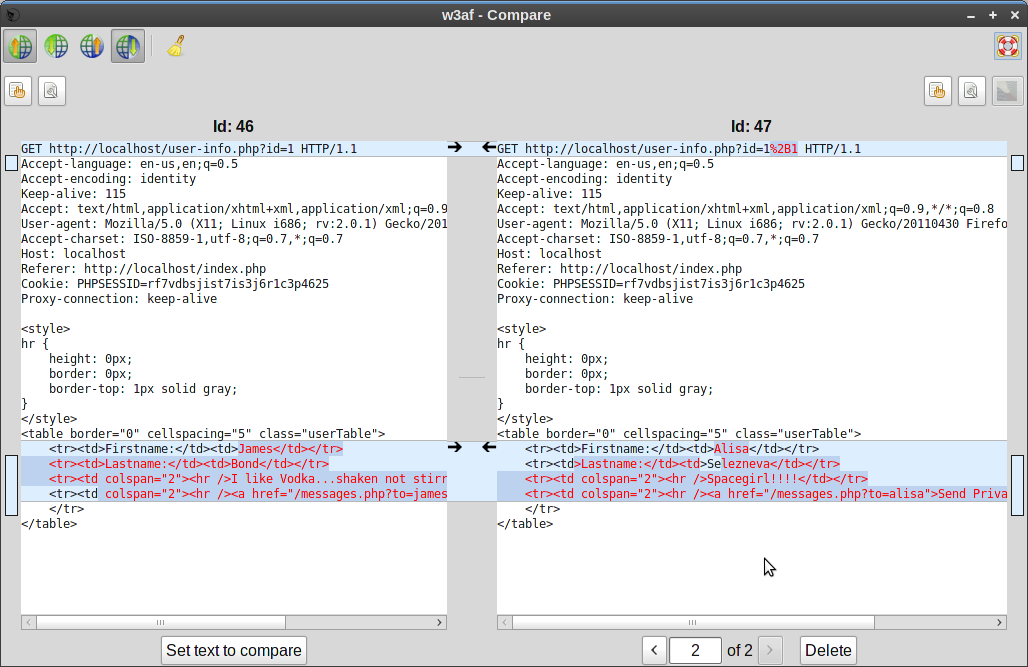 w3af - Compare
Id: 46
GET http://localhost/user-info.php?id=1 HTTP/1.1
Accept-language: en-us,en;q=0.5
Accept-encoding: identity
Keep-alive: 115
Accept: text/html,application/xhtml+xml,application/xml;q=0.9
User-agent: Mozilla/5.0 (X11; Linux i686; rv:2.0.1) Gecko/201
Accept-charset: ISO-8859-1,utf-8;q=0.7,*;q=0.7
Host: localhost
Referer: http://localhost/index.php
Cookie: PHPSESSID=rf7vdbsjist7is3j6r1c3p4625
Proxy-connection: keep-alive
<style>
hr {
    height: 0px;
    border: 0px;
    border-top: 1px solid gray;
}
</style>
<table border="0" cellspacing="5" class="userTable">
    <tr><td>Firstname:</td><td>James</td></tr>
    <tr><td>Lastname:</td><td>Bond</td></tr>
    <tr><td colspan="2"><hr />I like Vodka...shaken not stirr
    <tr><td colspan="2"><hr /><a href="/messages.php?to=james
    </tr>
</table>
Set text to compare
Id: 47
GET http://localhost/user-info.php?id=1%2B1 HTTP/1.1
Accept-language: en-us,en;q=0.5
Accept-encoding: identity
Keep-alive: 115
Accept: text/html,application/xhtml+xml,application/xml;q=0.9,*/*;q=0.8
User-agent: Mozilla/5.0 (X11; Linux i686; rv:2.0.1) Gecko/20110430 Firefo
Accept-charset: ISO-8859-1,utf-8;q=0.7,*;q=0.7
Host: localhost
Referer: http://localhost/index.php
Cookie: PHPSESSID=rf7vdbsjist7is3j6r1c3p4625
Proxy-connection: keep-alive
<style>
hr {
    height: 0px;
    border: 0px;
    border-top: 1px solid gray;
}
</style>
<table border="0" cellspacing="5" class="userTable">
    <tr><td>Firstname:</td><td>Alisa</td></tr>
    <tr><td>Lastname:</td><td>Selezneva</td></tr>
    <tr><td colspan="2"><hr />Spacegirl!!!!</td></tr>
    <tr><td colspan="2"><hr /><a href="/messages.php?to=alisa">Send Priva
    </tr>
</table>
2 of 2
Delete